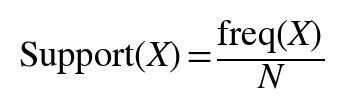 Support(X) = freq(X) / N